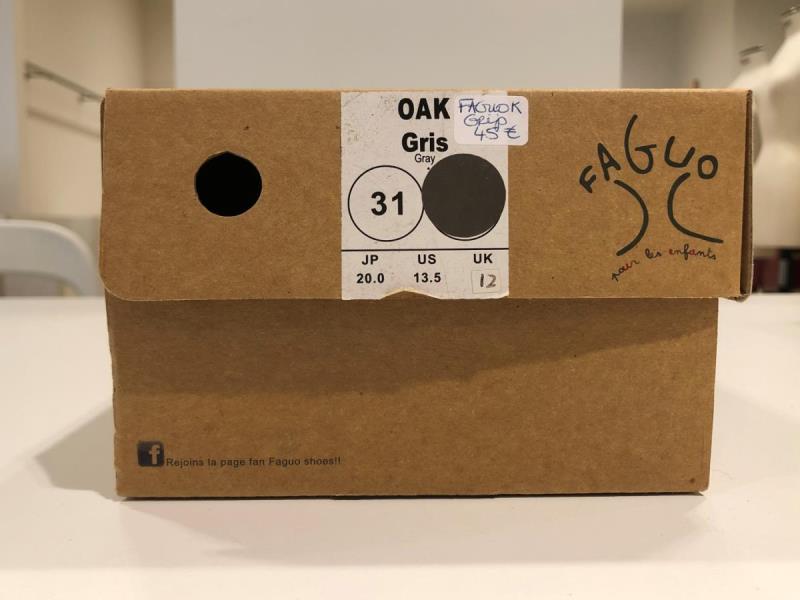 OAK
Gris
Gray
31
JP US UK
20.0 13.5 12
FAGUOK
Grip
45 €
FAGUO
pour les enfants
f Rejoins la page fan Faguo shoes!!